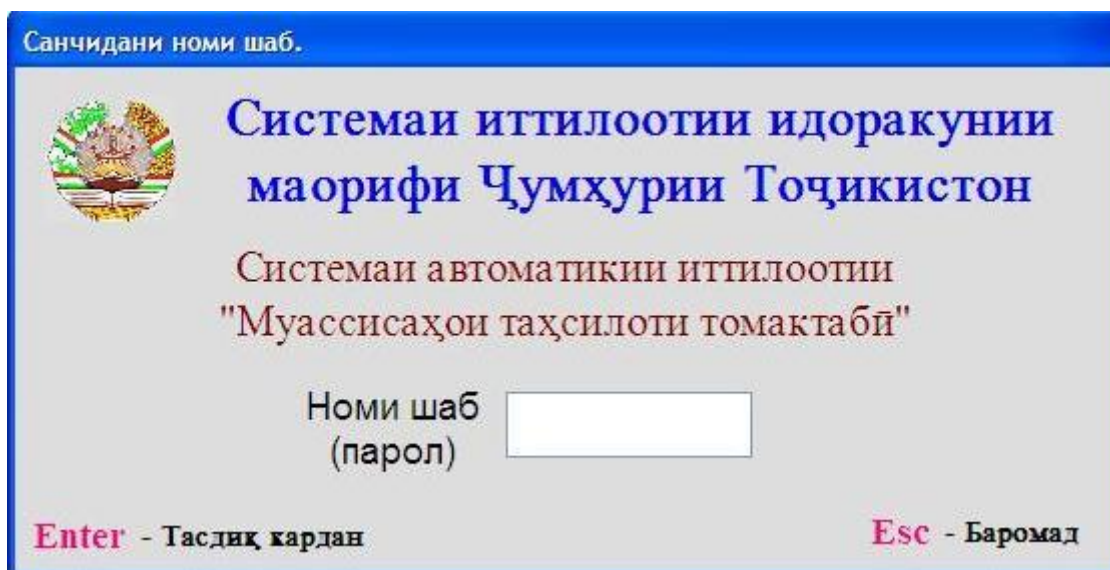 Санчидани номи шаб.
Системаи иттилоотии идоракунии
маорифи Ҷумҳурии Тоҷикистон
Системаи автоматикии иттилоотии
"Муассисаҳои таҳсилоти томактабӣ"
Номи шаб
(парол)
Enter - Тасдиқ кардан
Esc - Баромад